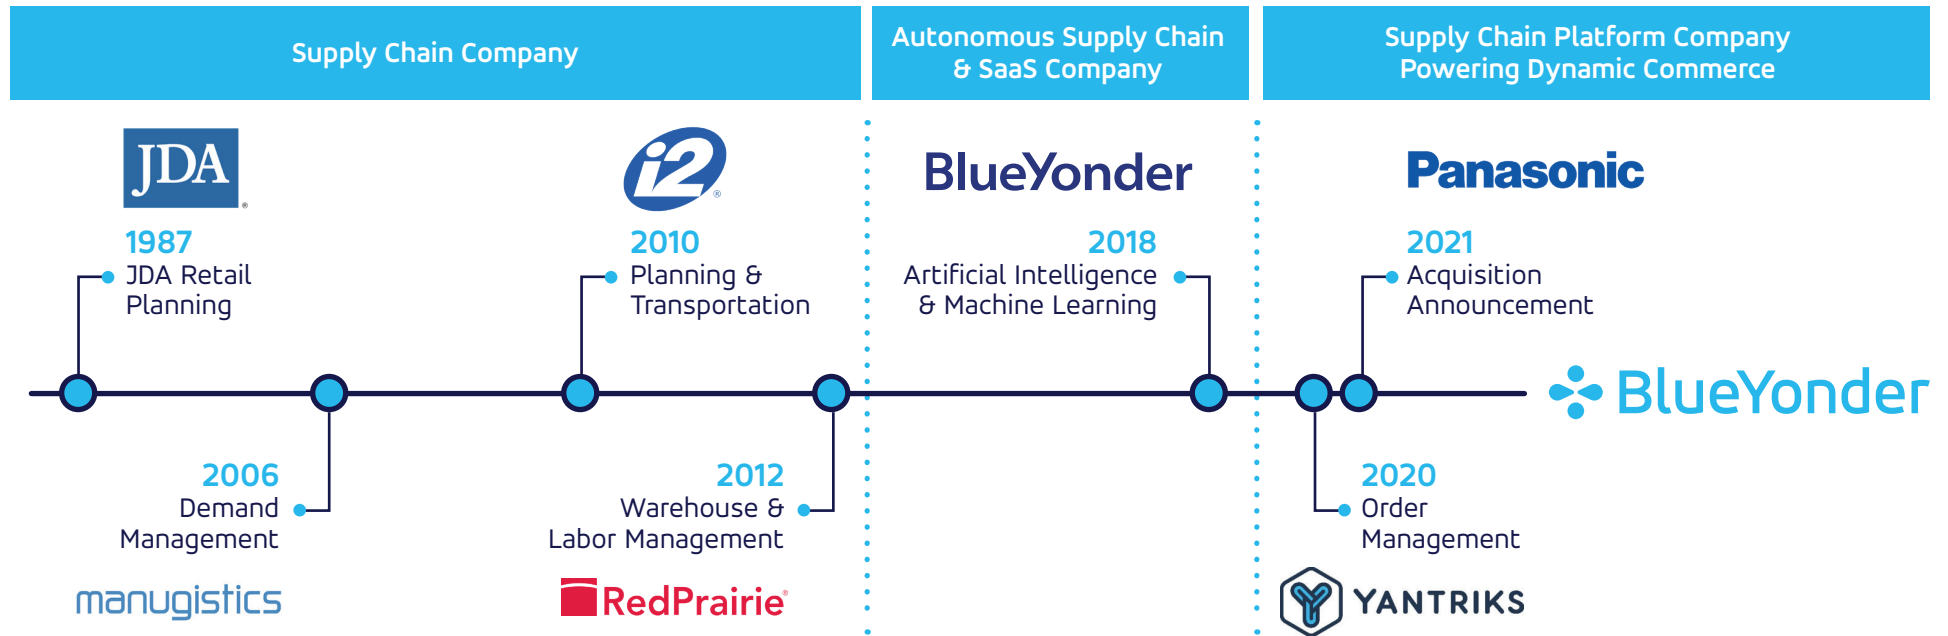 Supply Chain Company
Autonomous Supply Chain
& SaaS Company
Supply Chain Platform Company
Powering Dynamic Commerce
JDA®
1987
JDA Retail
Planning
i2®
2010
Planning &
Transportation
BlueYonder
2018
Artificial Intelligence
& Machine Learning
Panasonic
2021
Acquisition
Announcement
BlueYonder
2006
Demand
Management
manugistics
2012
Warehouse &
Labor Management
RedPrairie®
2020
Order
Management
YANTRIKS